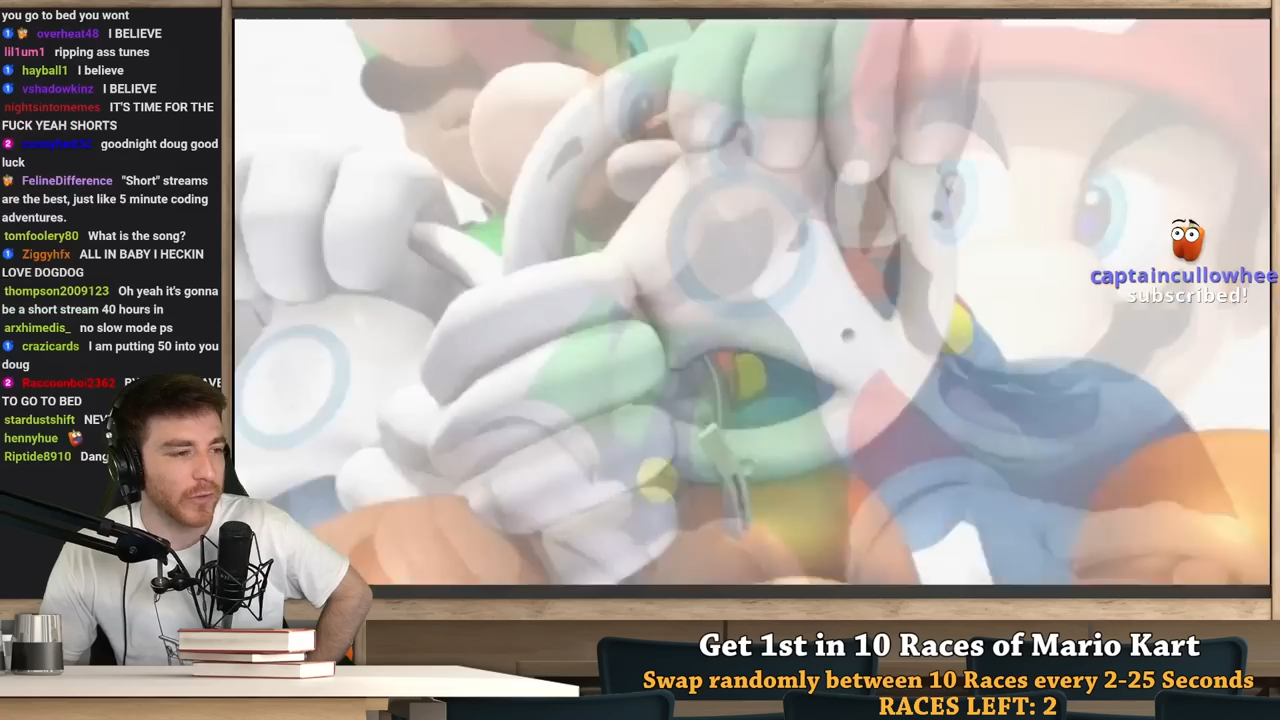 you go to bed you wont
overheat48 I BELIEVE
lil1um1 ripping ass tunes
hayball1 I believe
vshadowkinz I BELIEVE
nightsintomemes IT'S TIME FOR THE
FUCK YEAH SHORTS
goodnight doug good
luck
FelineDifference "Short" streams
are the best, just like 5 minute coding
adventures.
tomfoolery80 What is the song?
Ziggyhfx ALL IN BABY I HECKIN
LOVE DOGDOG
thompson2009123 Oh yeah it's gonna
be a short stream 40 hours in
arxhimedis_ no slow mode ps
crazicards I am putting 50 into you
doug
Raccoonboi2362
TO GO TO BED
stardustshift
hennyhue
Riptide8910
captaincullowhee
subscribed!
Get 1st in 10 Races of Mario Kart
Swap randomly between 10 Races every 2-25 Seconds
RACES LEFT: 2